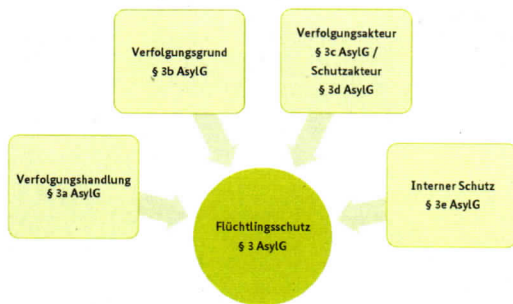 Verfolgungsgrund
§ 3b AsylG
Verfolgungsakteur
§ 3c AsylG /
Schutzakteur
§ 3d AsylG
Verfolgungshandlung
§ 3a AsylG
Flüchtlingsschutz
§ 3 AsylG
Interner Schutz
§ 3e AsylG